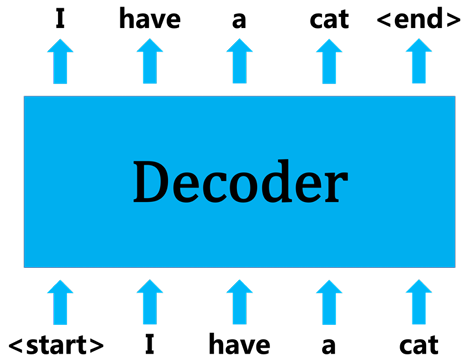 I have a cat <end>
Decoder
<start> I have a cat